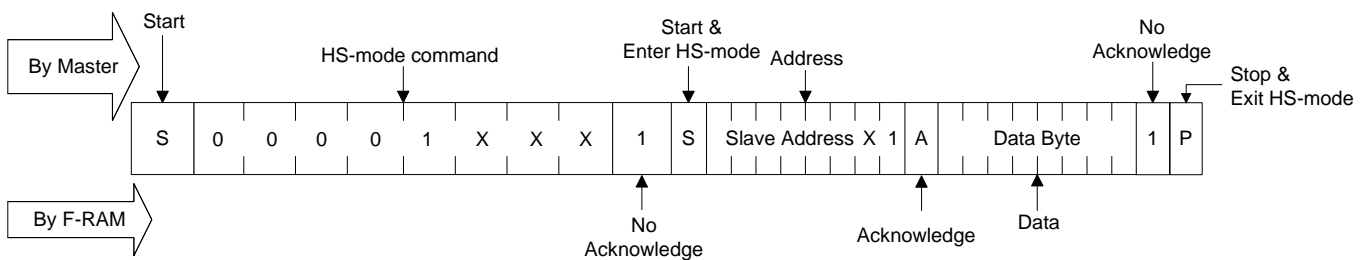 Start
Start &
Enter HS-mode
No
Acknowledge
By Master
HS-mode command
Address
Stop &
Exit HS-mode
S 0 0 0 0 1 X X X 1 S Slave Address X 1 A Data Byte 1 P
By F-RAM
No
Acknowledge
Acknowledge
Data